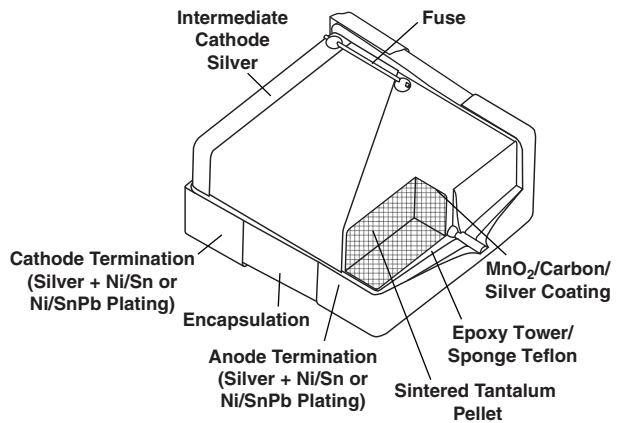 Intermediate
Cathode
Silver
Fuse
Cathode Termination
(Silver + Ni/Sn or
Ni/SnPb Plating)
Encapsulation
Anode Termination
(Silver + Ni/Sn or
Ni/SnPb Plating)
MnO₂/Carbon/
Silver Coating
Epoxy Tower/
Sponge Teflon
Sintered Tantalum
Pellet